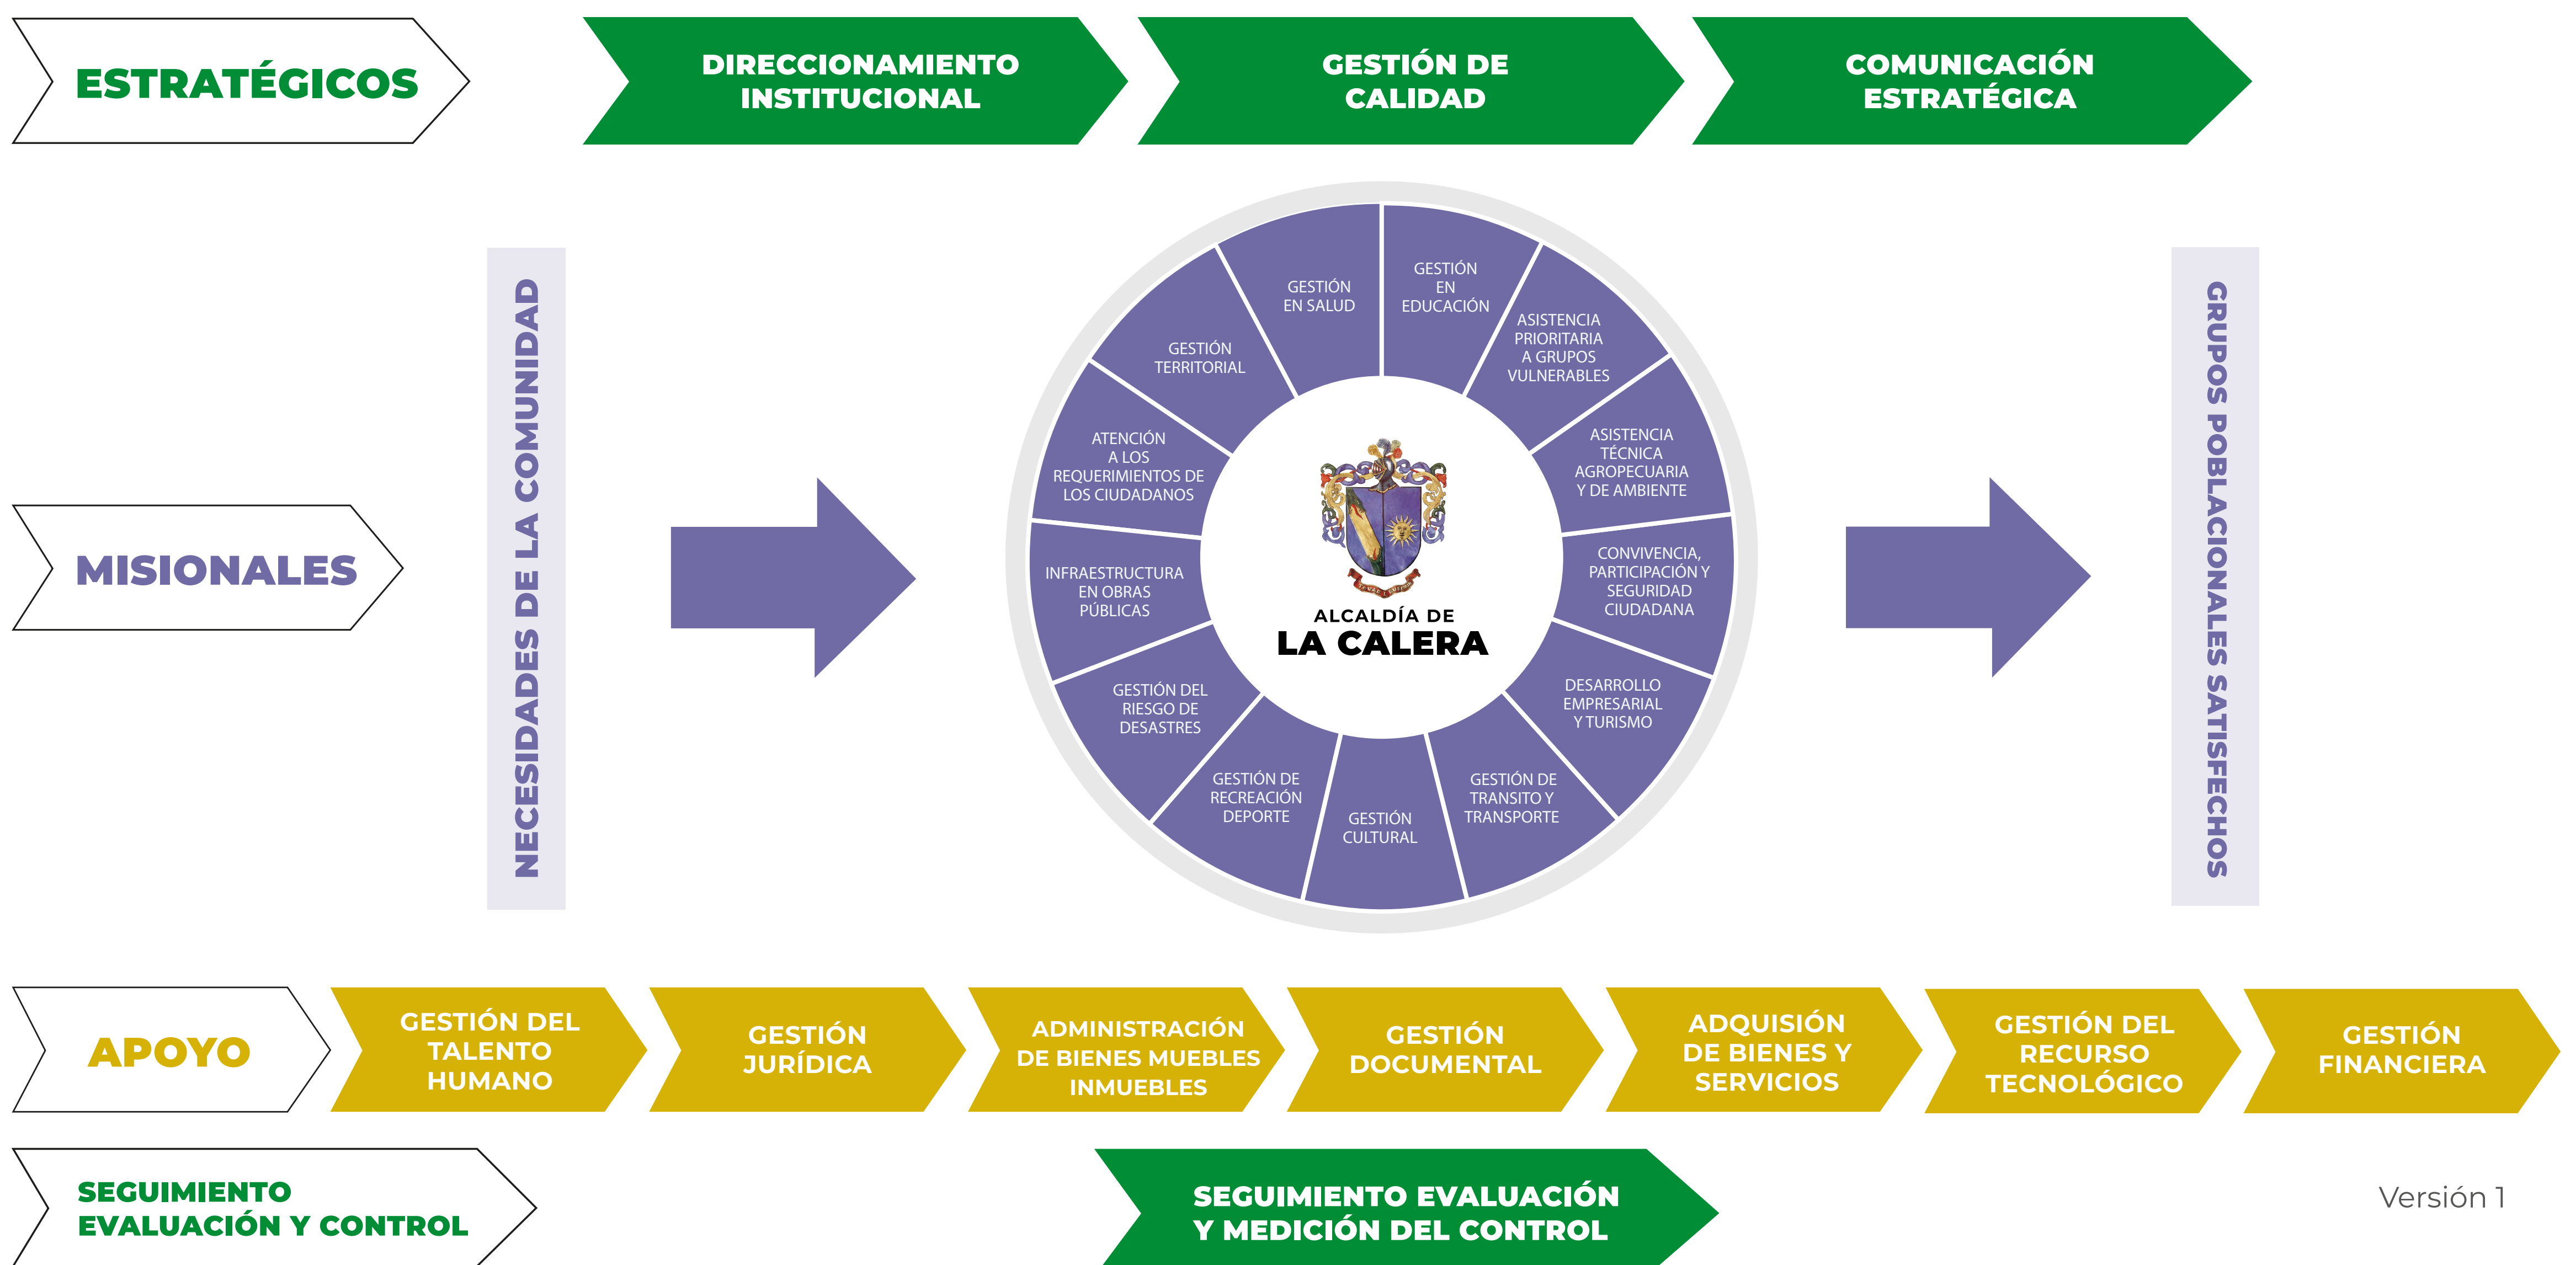 ESTRATÉGICOS
DIRECCIONAMIENTO
INSTITUCIONAL
GESTIÓN DE
CALIDAD
COMUNICACIÓN
ESTRATÉGICA
MISIONALES
NECESIDADES DE LA COMUNIDAD
GESTIÓN
EN SALUD
GESTIÓN
EN
EDUCACIÓN
ASISTENCIA
PRIORITARIA
A GRUPOS
VULNERABLES
ASISTENCIA
TÉCNICA
AGROPECUARIA
Y DE AMBIENTE
CONVIVENCIA,
PARTICIPACIÓN Y
SEGURIDAD
CIUDADANA
DESARROLLO
EMPRESARIAL
Y TURISMO
GESTIÓN DE
TRANSITO Y
TRANSPORTE
GESTIÓN
CULTURAL
GESTIÓN DE
RECREACIÓN
DEPORTE
GESTIÓN DEL
RIESGO DE
DESASTRES
INFRAESTRUCTURA
EN OBRAS
PÚBLICAS
ATENCIÓN
A LOS
REQUERIMIENTOS DE
LOS CIUDADANOS
GESTIÓN
TERRITORIAL
ALCALDÍA DE
LA CALERA
GRUPOS POBLACIONALES SATISFECHOS
APOYO
GESTIÓN DEL
TALENTO
HUMANO
GESTIÓN
JURÍDICA
ADMINISTRACIÓN
DE BIENES MUEBLES
INMUEBLES
GESTIÓN
DOCUMENTAL
ADQUISIÓN
DE BIENES Y
SERVICIOS
GESTIÓN DEL
RECURSO
TECNOLÓGICO
GESTIÓN
FINANCIERA
SEGUIMIENTO
EVALUACIÓN Y CONTROL
SEGUIMIENTO EVALUACIÓN
Y MEDICIÓN DEL CONTROL
Versión 1